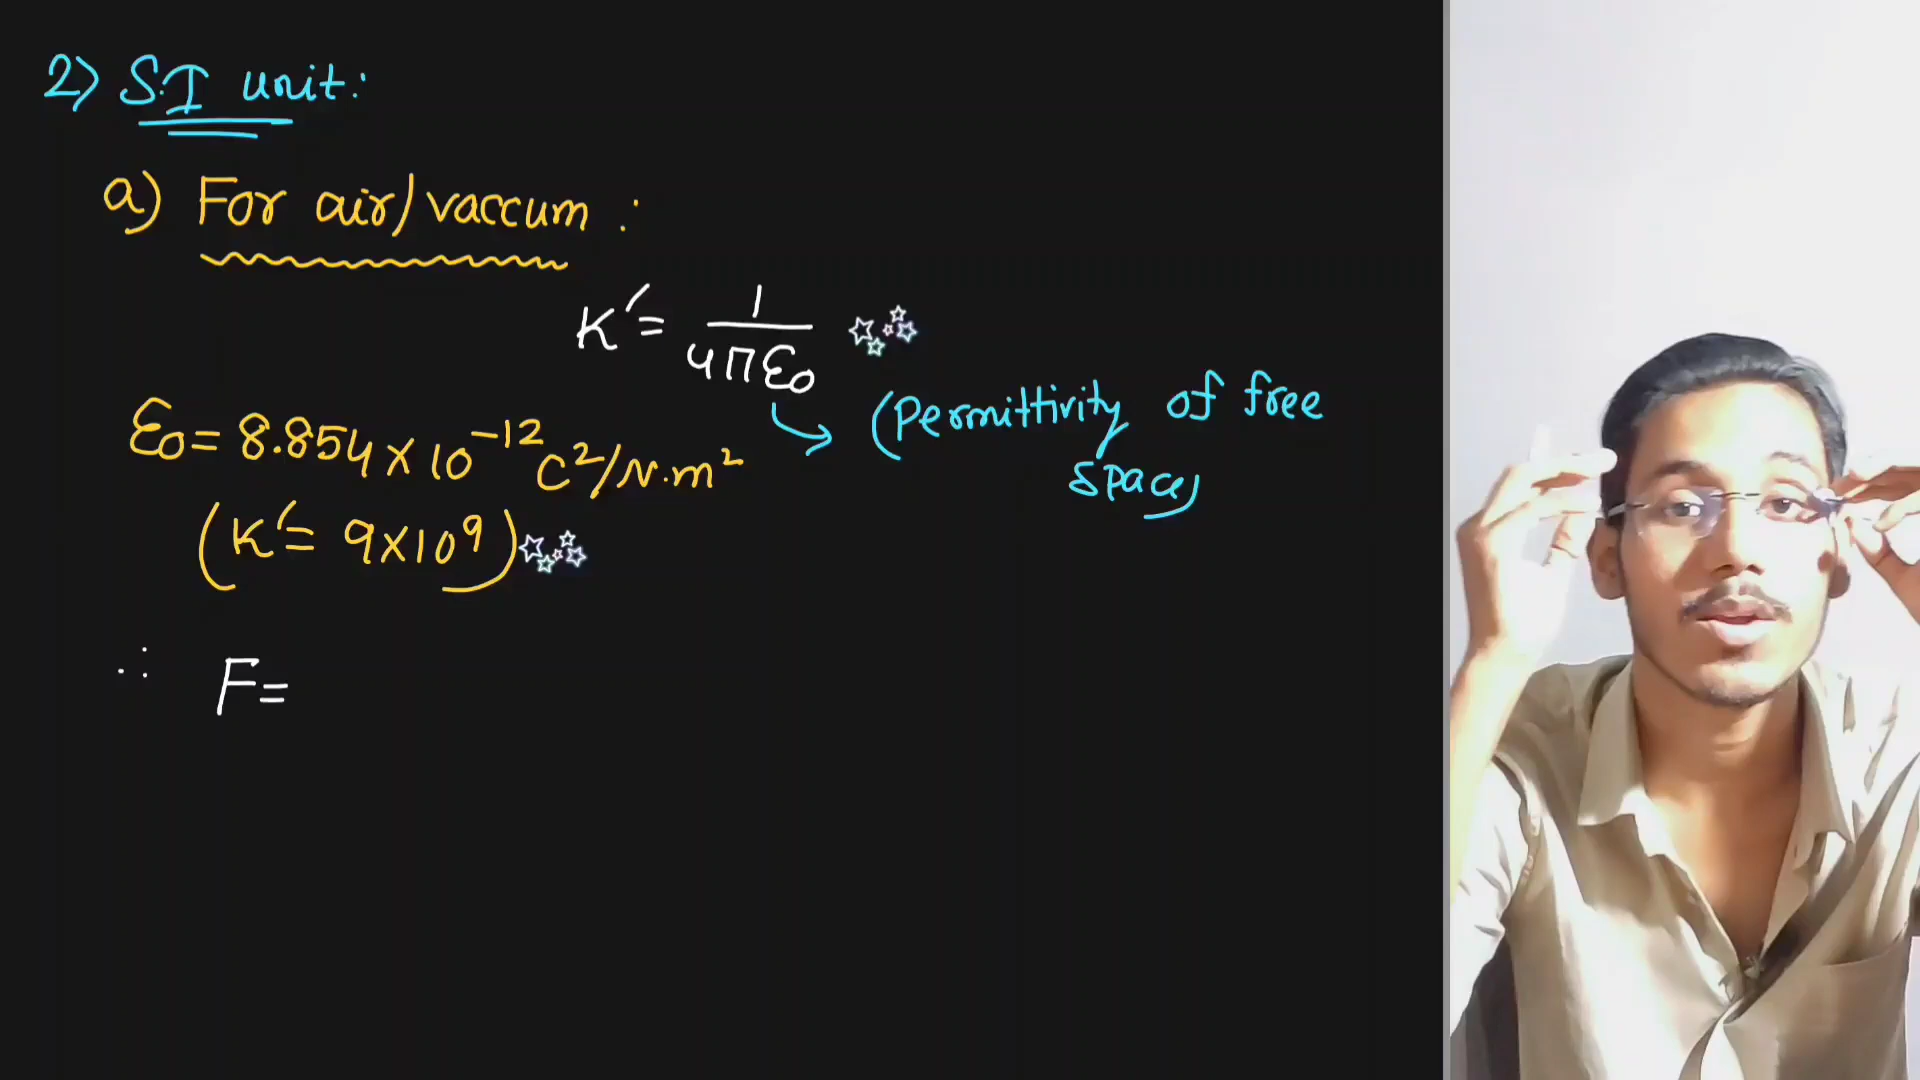 2) S.I unit:
a) For air/vaccum :
K′= 1/4πε0
(Permittivity of free space)
ε0= 8.854 × 10⁻¹² C²/N.m²
(K′= 9×10⁹)
∴ F=